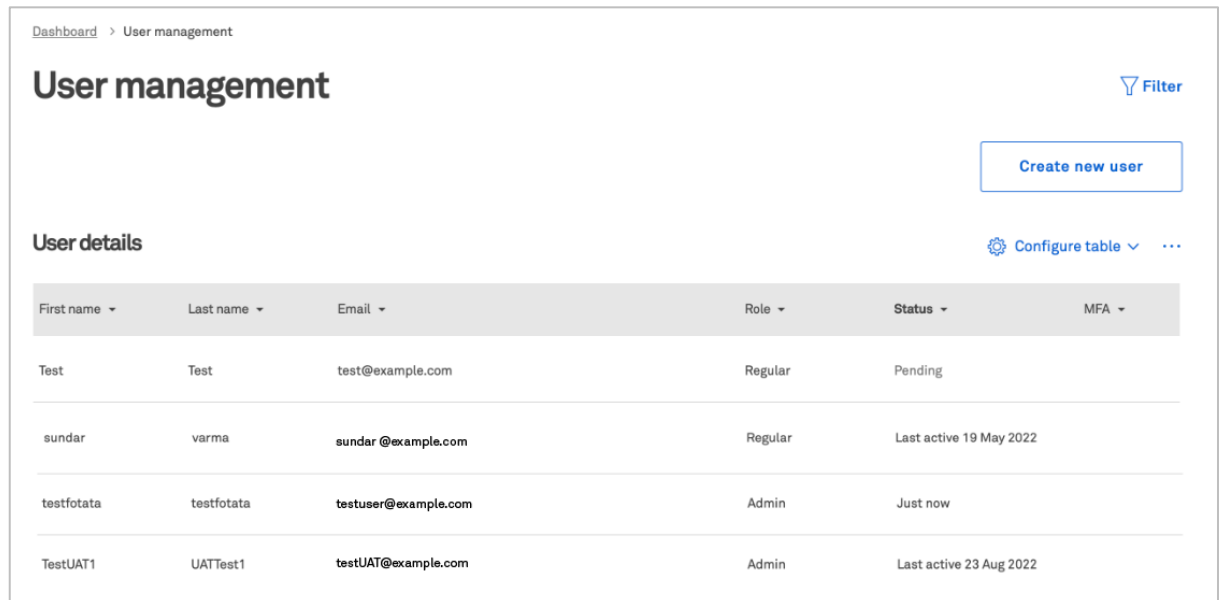 Dashboard > User management
User management
Filter
Create new user
User details
Configure table ...
First name Last name Email Role Status MFA
Test Test test@example.com Regular Pending
sundar varma sundar @example.com Regular Last active 19 May 2022
testfotata testfotata testuser@example.com Admin Just now
TestUAT1 UATTest1 testUAT@example.com Admin Last active 23 Aug 2022